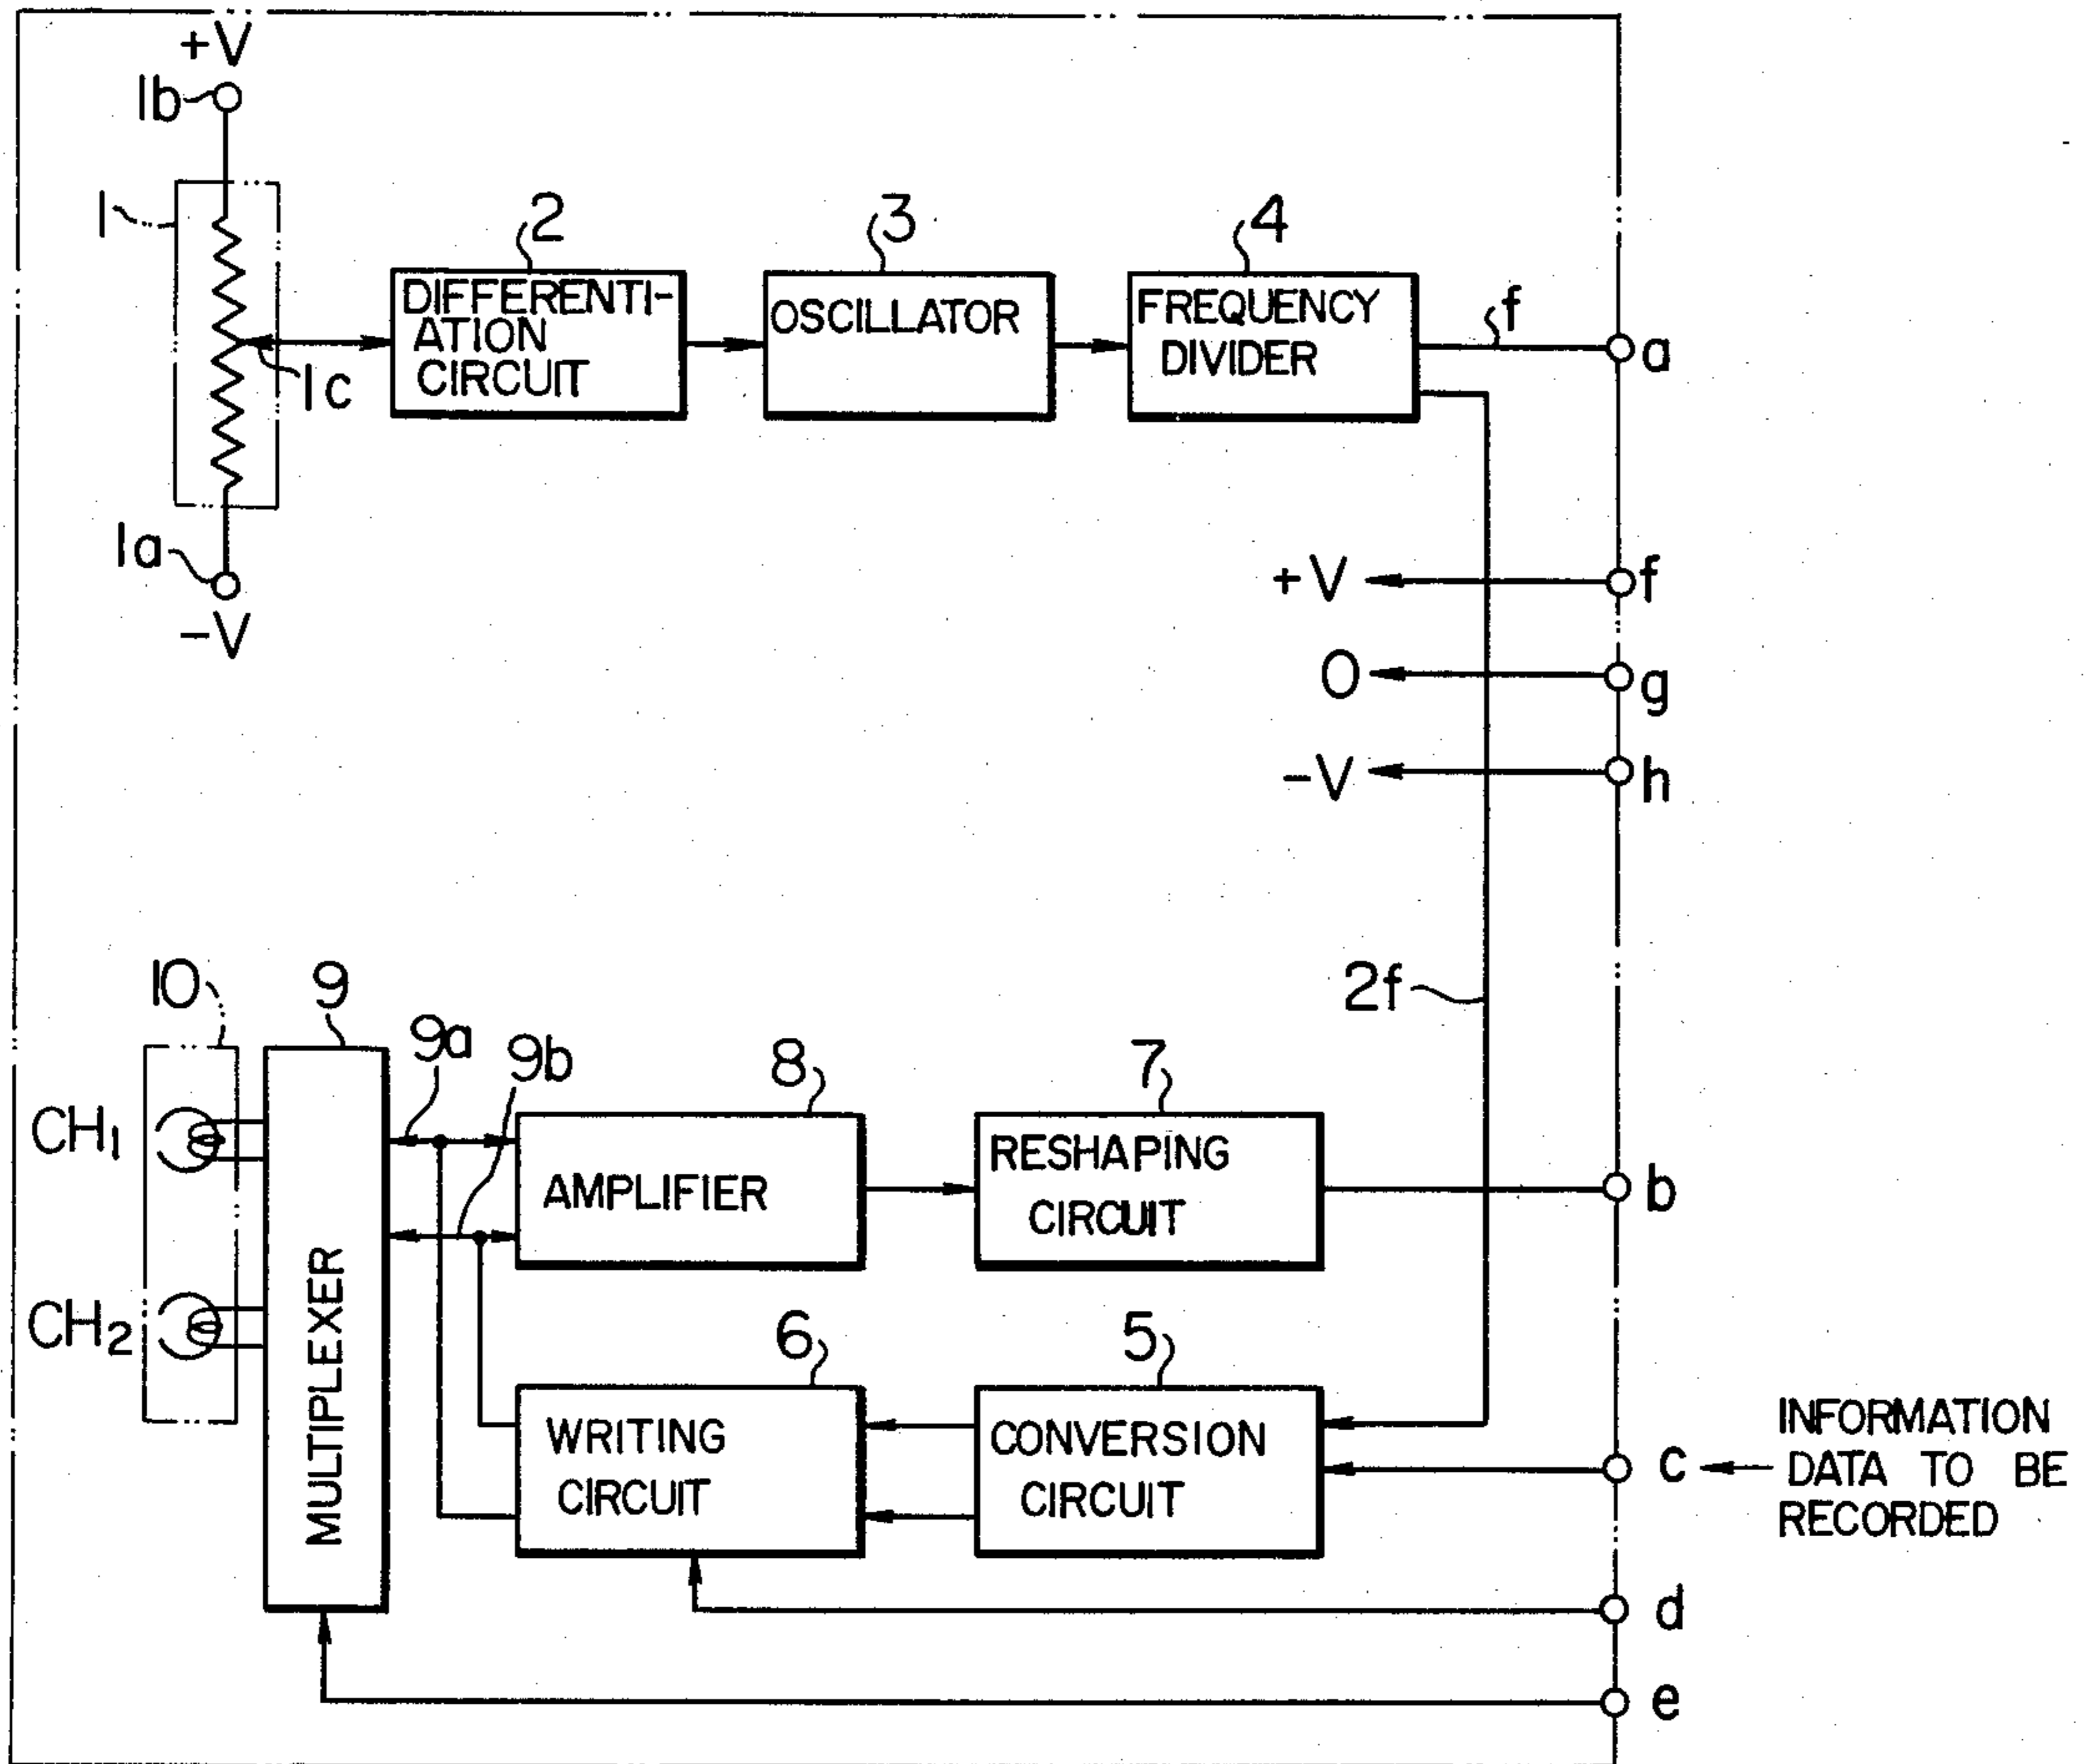 +V
1b
1
1c
1a
-V
2
DIFFERENTI-
ATION
CIRCUIT
3
OSCILLATOR
4
FREQUENCY
DIVIDER
f
a
+V
f
O
g
-V
h
2f
10
9
9a
9b
8
7
CH1
CH2
MULTIPLEXER
AMPLIFIER
RESHAPING
CIRCUIT
b
6
5
WRITING
CIRCUIT
CONVERSION
CIRCUIT
c
INFORMATION
DATA TO BE
RECORDED
d
e